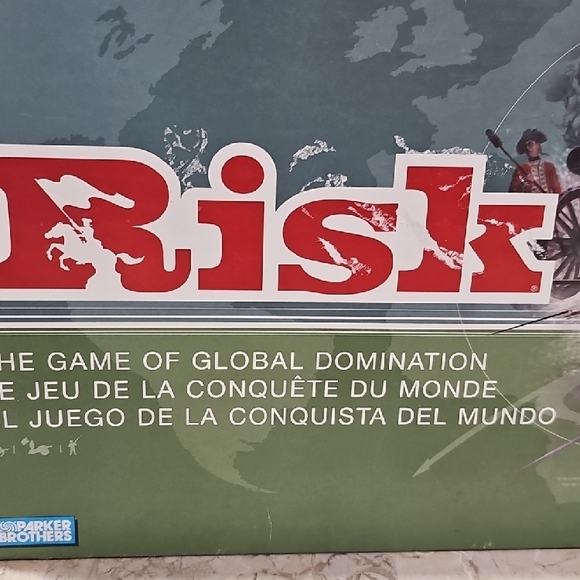 Risk
HE GAME OF GLOBAL DOMINATION
E JEU DE LA CONQUÊTE DU MONDE
L JUEGO DE LA CONQUISTA DEL MUNDO
PARKER
BROTHERS